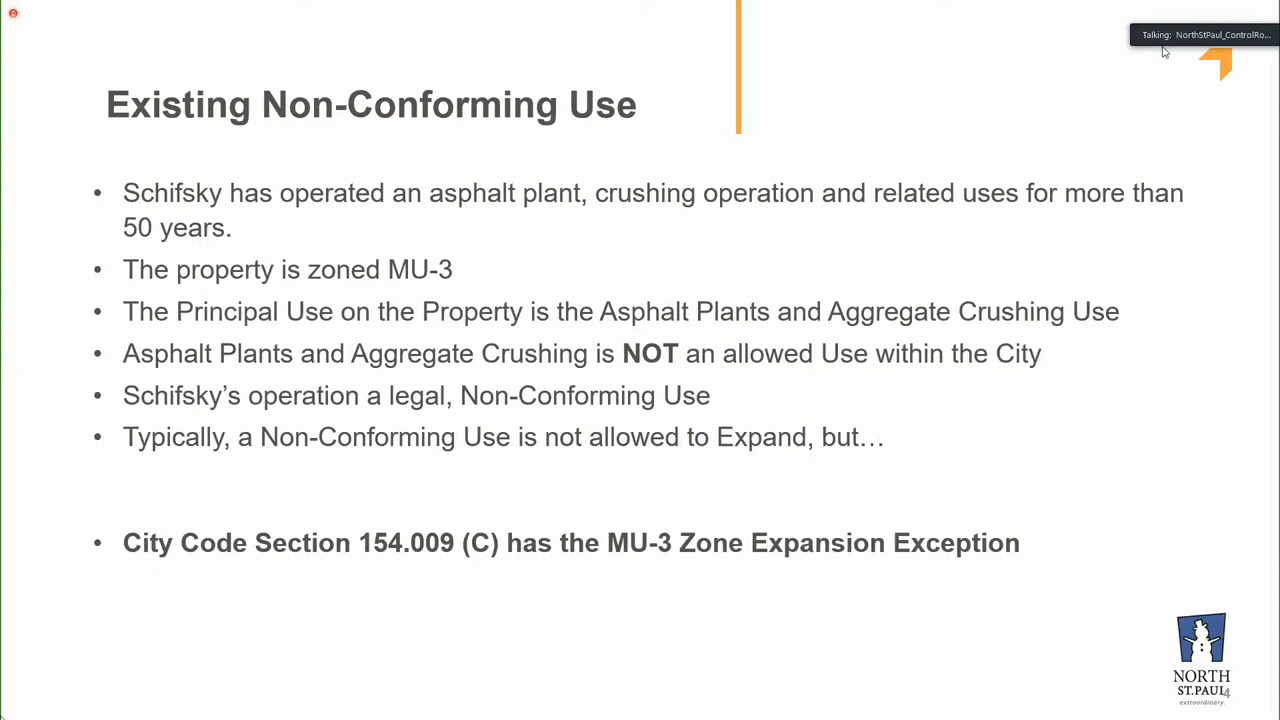 Talking: NorthStPaul_ControlRo...
Existing Non-Conforming Use
• Schifsky has operated an asphalt plant, crushing operation and related uses for more than
50 years.
• The property is zoned MU-3
• The Principal Use on the Property is the Asphalt Plants and Aggregate Crushing Use
• Asphalt Plants and Aggregate Crushing is NOT an allowed Use within the City
• Schifsky’s operation a legal, Non-Conforming Use
• Typically, a Non-Conforming Use is not allowed to Expand, but…
• City Code Section 154.009 (C) has the MU-3 Zone Expansion Exception
NORTH
ST.PAUL 4
extraordinary.